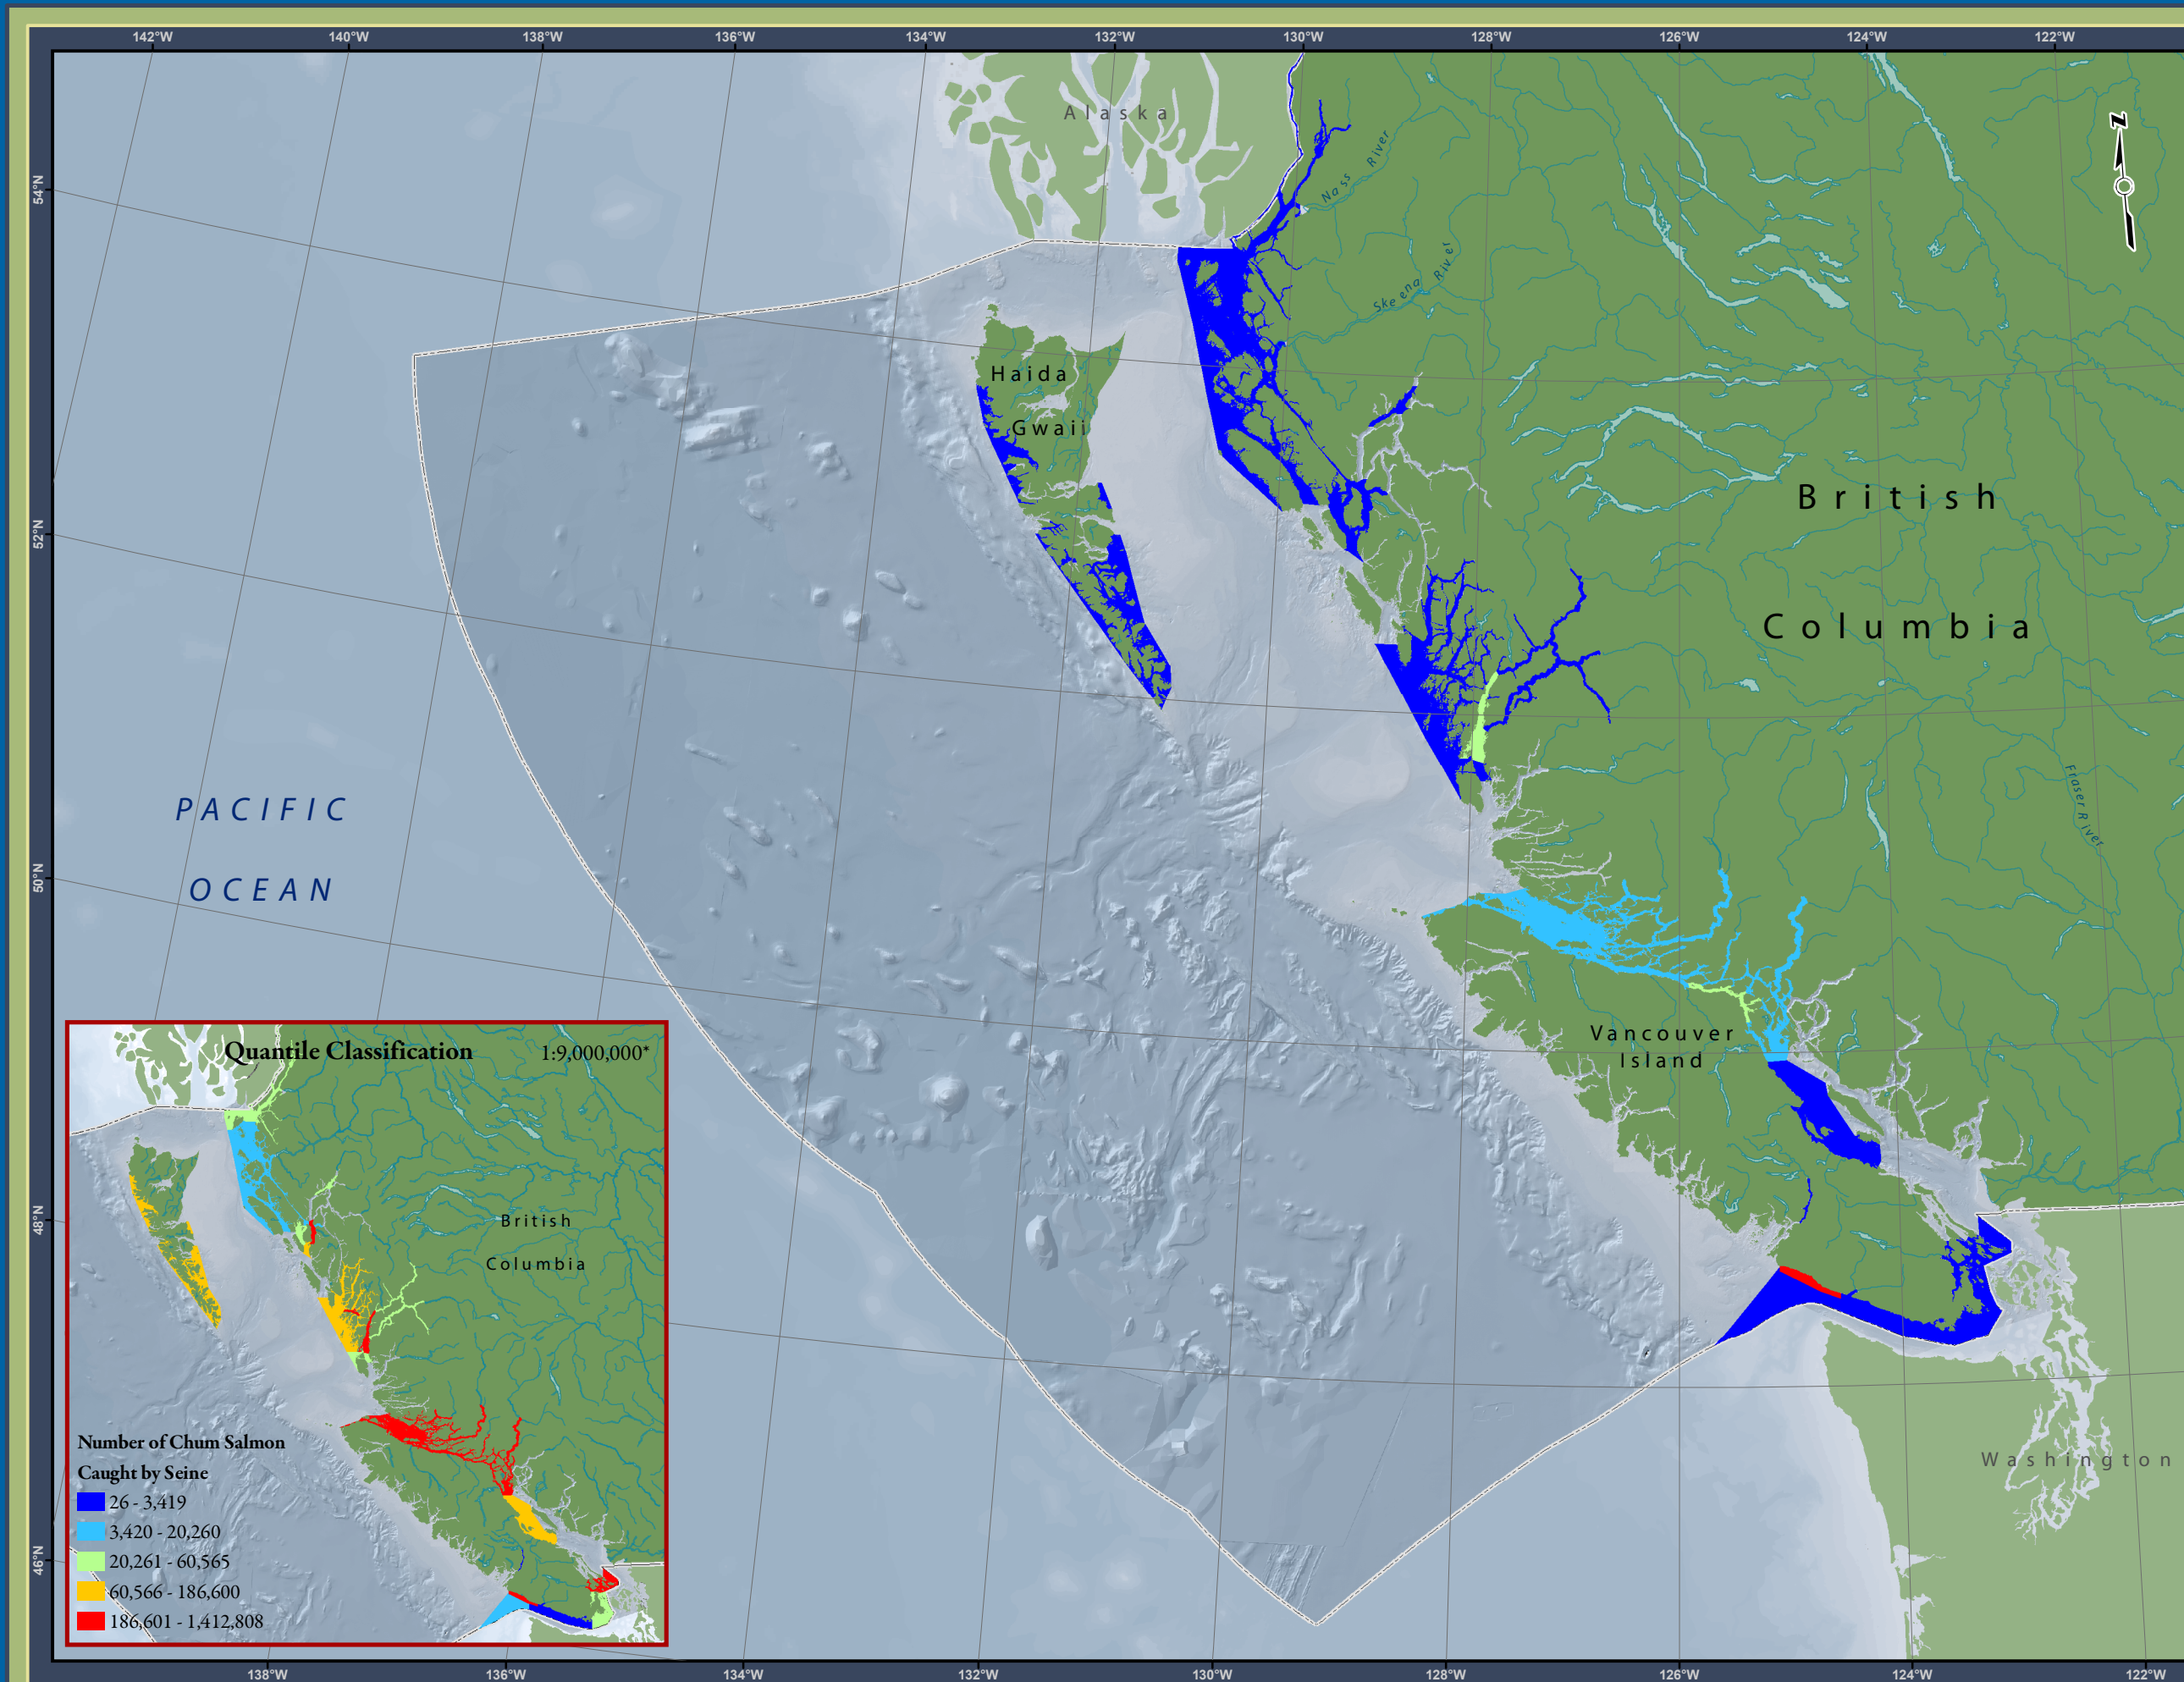 142°W 140°W 138°W 136°W 134°W 132°W 130°W 128°W 126°W 124°W 122°W
Alaska
N
Nass River
54°N
Skeena River
Haida
Gwaii
British
52°N
Columbia
PACIFIC
Fraser River
50°N
OCEAN
Vancouver
Island
Quantile Classification 1:9,000,000*
British
48°N
Columbia
Number of Chum Salmon
Caught by Seine
26 - 3,419
3,420 - 20,260
20,261 - 60,565
60,566 - 186,600
186,601 - 1,412,808
Washington
46°N
138°W 136°W 134°W 132°W 130°W 128°W 126°W 124°W 122°W